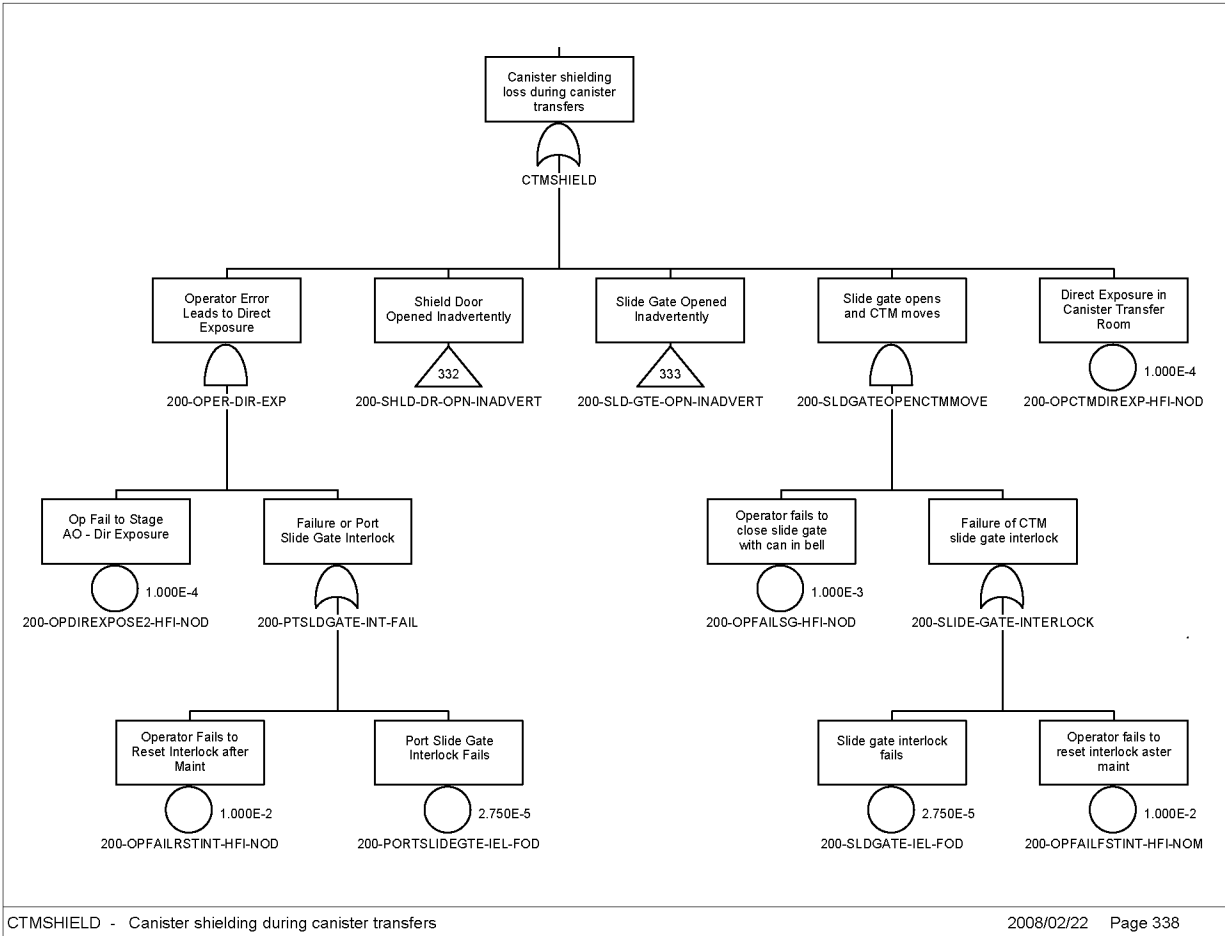 Canister shielding
loss during canister
transfers
CTMSHIELD
Operator Error
Leads to Direct
Exposure
200-OPER-DIR-EXP
Shield Door
Opened Inadvertently
332
200-SHLD-DR-OPN-INADVERT
Slide Gate Opened
Inadvertently
333
200-SLD-GTE-OPN-INADVERT
Slide gate opens
and CTM moves
200-SLDGATEOPENCTMMOVE
Direct Exposure in
Canister Transfer
Room
1.000E-4
200-OPCTMDIREXP-HFI-NOD
Op Fail to Stage
AO - Dir Exposure
1.000E-4
200-OPDIREXPOSE2-HFI-NOD
Failure or Port
Slide Gate Interlock
200-PTSLDGATE-INT-FAIL
Operator fails to
close slide gate
with can in bell
1.000E-3
200-OPFAILSG-HFI-NOD
Failure of CTM
slide gate interlock
200-SLIDE-GATE-INTERLOCK
Operator Fails to
Reset Interlock after
Maint
1.000E-2
200-OPFAILRSTINT-HFI-NOD
Port Slide Gate
Interlock Fails
2.750E-5
200-PORTSLIDEGTE-IEL-FOD
Slide gate interlock
fails
2.750E-5
200-SLDGATE-IEL-FOD
Operator fails to
reset interlock aster
maint
1.000E-2
200-OPFAILFSTINT-HFI-NOM
CTMSHIELD - Canister shielding during canister transfers
2008/02/22 Page 338